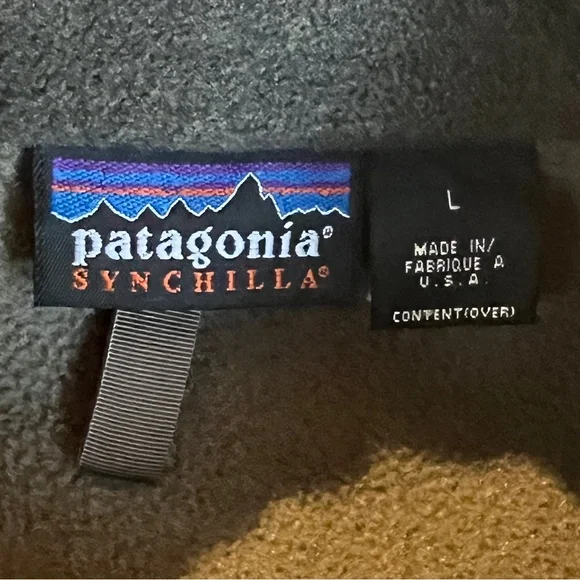 patagonia®
SYNCHILLA®
L
MADE IN/
FABRIQUE A
U.S.A.
CONTENT(OVER)